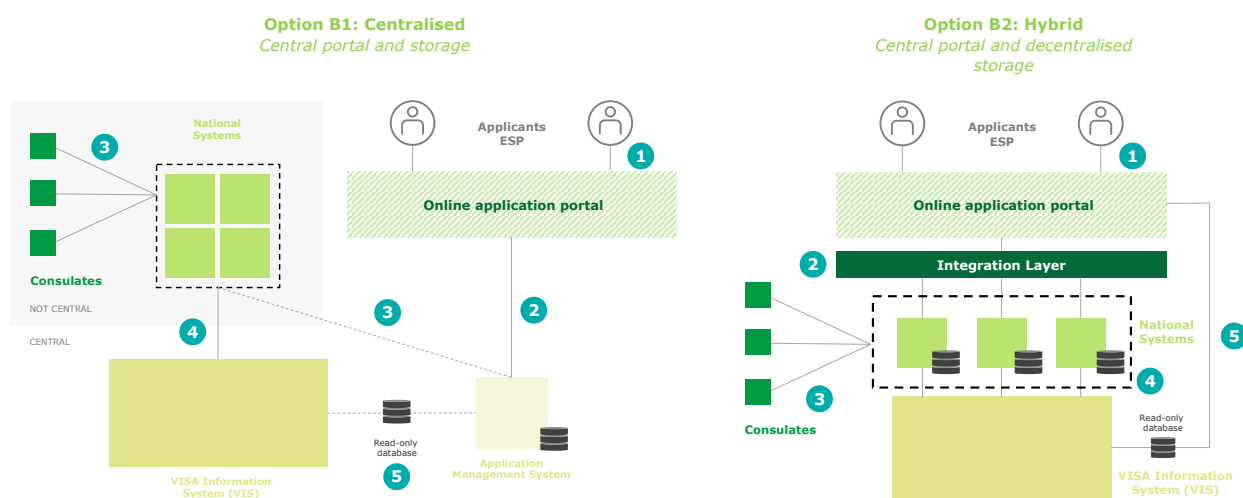 Option B1: Centralised
Central portal and storage
National
Systems
3
Consulates
NOT CENTRAL
CENTRAL
4
3
Applicants
ESP
1
Online application portal
2
Read-only
database
5
VISA Information
System (VIS)
Application
Management System
Option B2: Hybrid
Central portal and decentralised
storage
Applicants
ESP
1
Online application portal
2
Integration Layer
National
Systems
5
4
3
Consulates
Read-only
database
VISA Information
System (VIS)